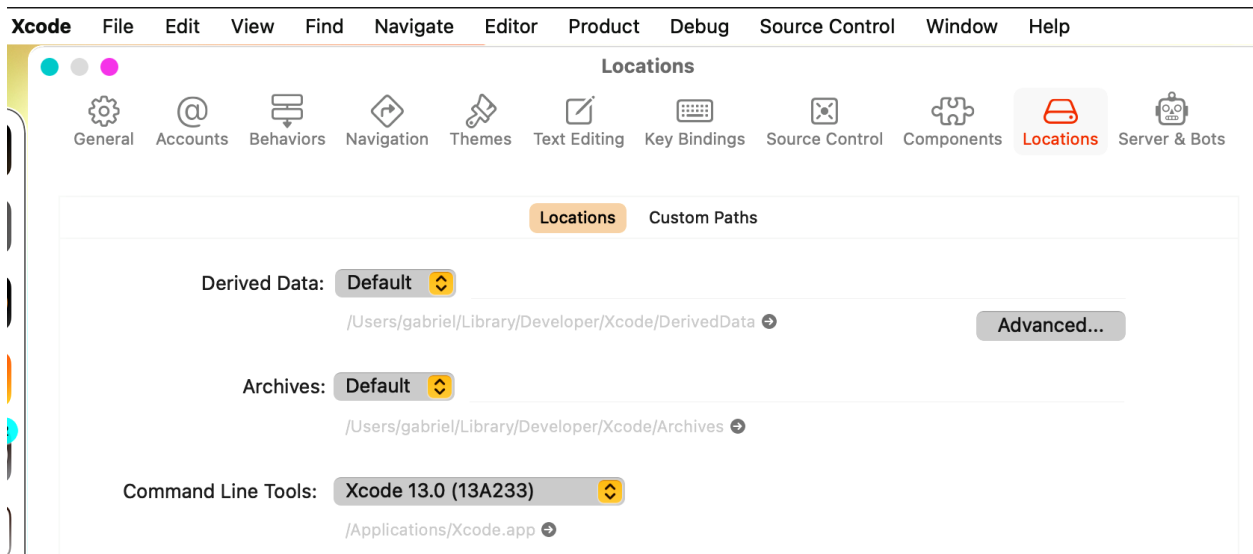 Xcode File Edit View Find Navigate Editor Product Debug Source Control Window Help
Locations
General Accounts Behaviors Navigation Themes Text Editing Key Bindings Source Control Components Locations Server & Bots
Locations Custom Paths
Derived Data: Default
/Users/gabriel/Library/Developer/Xcode/DerivedData
Advanced...
Archives: Default
/Users/gabriel/Library/Developer/Xcode/Archives
Command Line Tools: Xcode 13.0 (13A233)
/Applications/Xcode.app